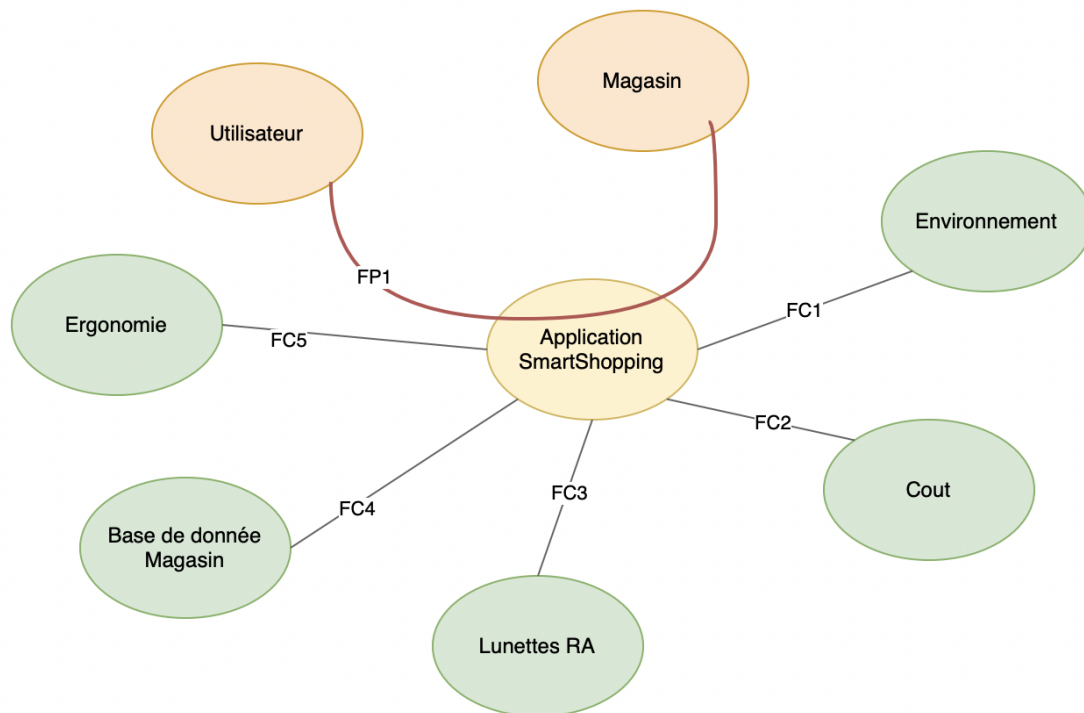 Magasin
Utilisateur
Environnement
FP1
FC1
Ergonomie
FC5
Application
SmartShopping
FC2
Cout
FC3
FC4
Base de donnée
Magasin
Lunettes RA